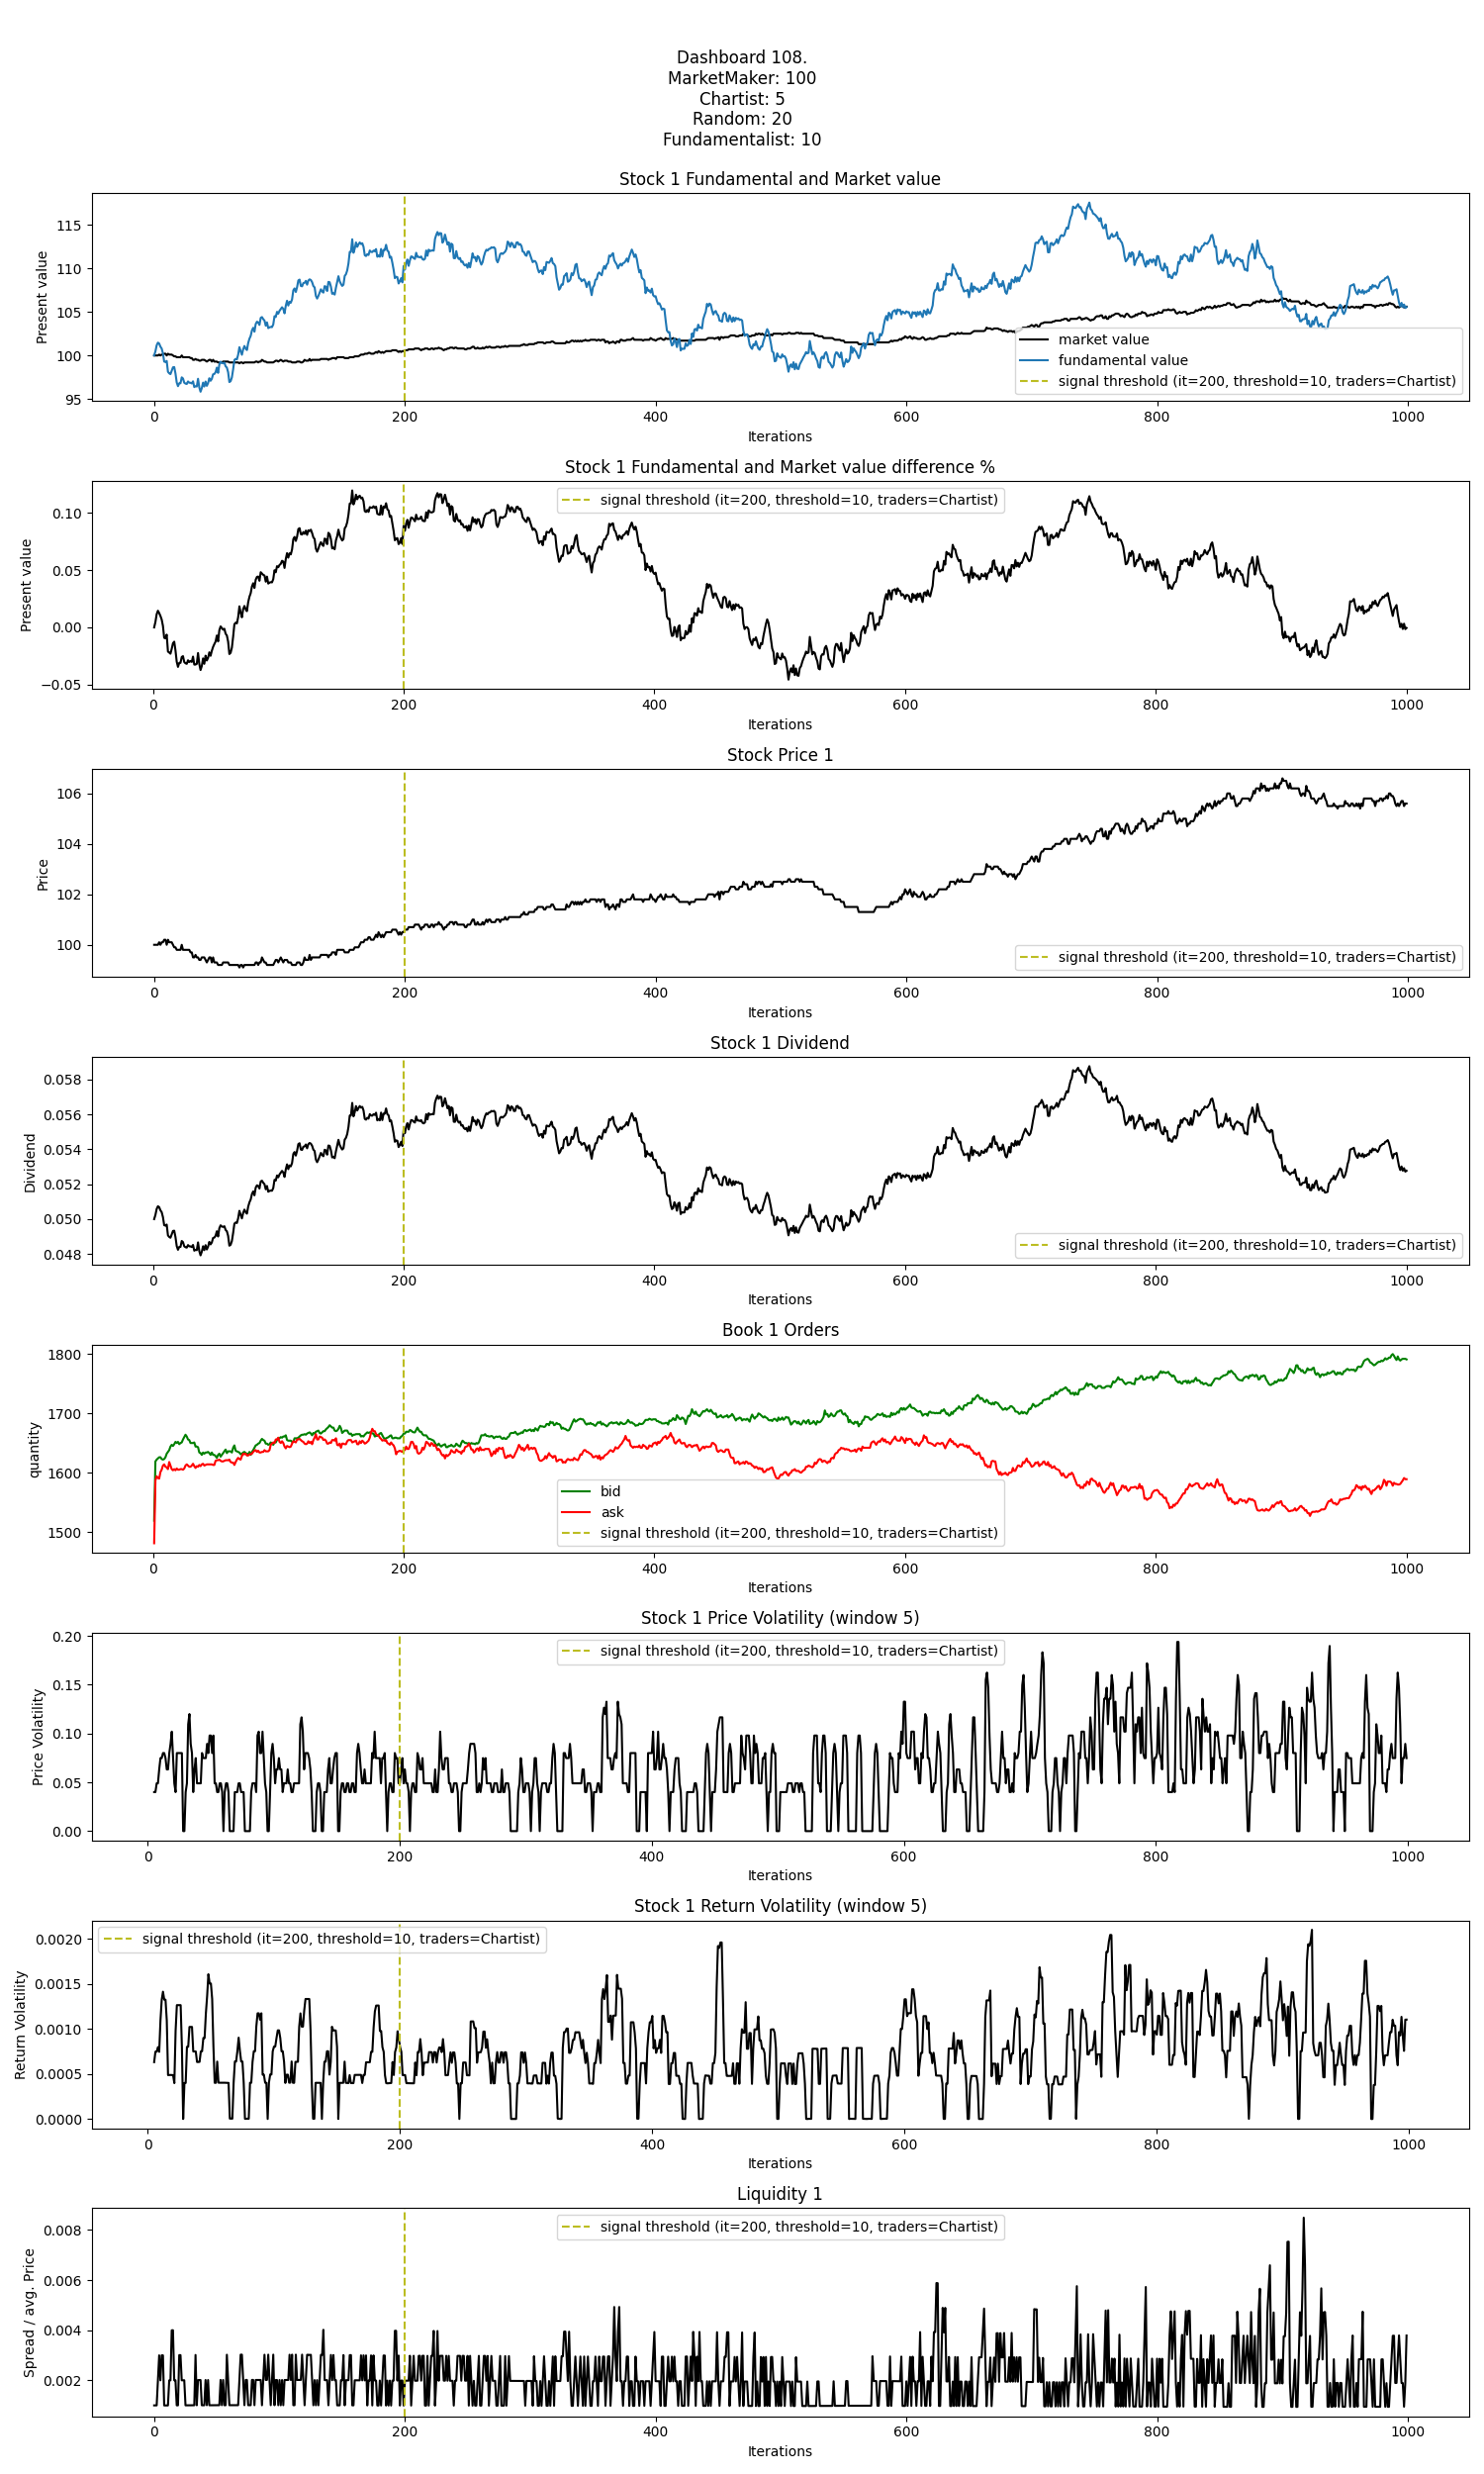 Dashboard 108.
MarketMaker: 100
Chartist: 5
Random: 20
Fundamentalist: 10
Stock 1 Fundamental and Market value
Present value
115
110
105
100
95
market value
fundamental value
signal threshold (it=200, threshold=10, traders=Chartist)
0 200 400 600 800 1000
Iterations
Stock 1 Fundamental and Market value difference %
Present value
0.10
0.05
0.00
−0.05
signal threshold (it=200, threshold=10, traders=Chartist)
0 200 400 600 800 1000
Iterations
Stock Price 1
Price
106
104
102
100
signal threshold (it=200, threshold=10, traders=Chartist)
0 200 400 600 800 1000
Iterations
Stock 1 Dividend
Dividend
0.058
0.056
0.054
0.052
0.050
0.048
signal threshold (it=200, threshold=10, traders=Chartist)
0 200 400 600 800 1000
Iterations
Book 1 Orders
quantity
1800
1700
1600
1500
bid
ask
signal threshold (it=200, threshold=10, traders=Chartist)
0 200 400 600 800 1000
Iterations
Stock 1 Price Volatility (window 5)
Price Volatility
0.20
0.15
0.10
0.05
0.00
signal threshold (it=200, threshold=10, traders=Chartist)
0 200 400 600 800 1000
Iterations
Stock 1 Return Volatility (window 5)
Return Volatility
0.0020
0.0015
0.0010
0.0005
0.0000
signal threshold (it=200, threshold=10, traders=Chartist)
0 200 400 600 800 1000
Iterations
Liquidity 1
Spread / avg. Price
0.008
0.006
0.004
0.002
signal threshold (it=200, threshold=10, traders=Chartist)
0 200 400 600 800 1000
Iterations